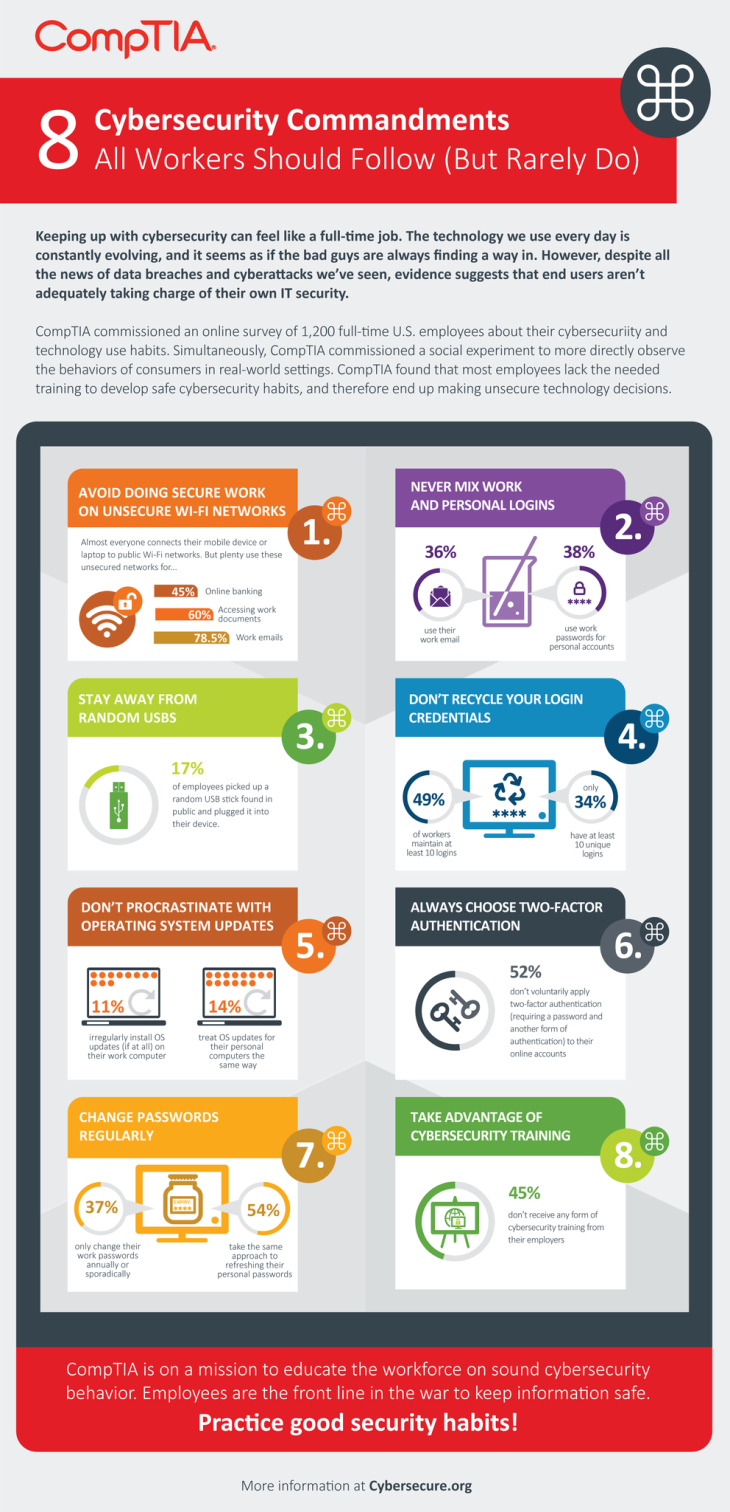 CompTIA.
8 Cybersecurity Commandments
All Workers Should Follow (But Rarely Do)
Keeping up with cybersecurity can feel like a full-time job. The technology we use every day is
constantly evolving, and it seems as if the bad guys are always finding a way in. However, despite all
the news of data breaches and cyberattacks we've seen, evidence suggests that end users aren't
adequately taking charge of their own IT security.
CompTIA commissioned an online survey of 1,200 full-time U.S. employees about their cybersecuriity and
technology use habits. Simultaneously, CompTIA commissioned a social experiment to more directly observe
the behaviors of consumers in real-world settings. CompTIA found that most employees lack the needed
training to develop safe cybersecurity habits, and therefore end up making unsecure technology decisions.
AVOID DOING SECURE WORK
ON UNSECURE WI-FI NETWORKS
1.
Almost everyone connects their mobile device or
laptop to public Wi-Fi networks. But plenty use these
unsecured networks for...
45% Online banking
60% Accessing work
documents
78.5% Work emails
NEVER MIX WORK
AND PERSONAL LOGINS
2.
36%
use their
work email
38%
****
use work
passwords for
personal accounts
STAY AWAY FROM
RANDOM USBS
3.
17%
of employees picked up a
random USB stick found in
public and plugged it into
their device.
DON'T RECYCLE YOUR LOGIN
CREDENTIALS
4.
49%
of workers
maintain at
least 10 logins
****
only
34%
have at least
10 unique
logins
DON'T PROCRASTINATE WITH
OPERATING SYSTEM UPDATES
5.
11%
irregularly install OS
updates (if at all) on
their work computer
14%
treat OS updates for
their personal
computers the
same way
ALWAYS CHOOSE TWO-FACTOR
AUTHENTICATION
6.
52%
don't voluntarily apply
two-factor authentication
(requiring a password and
another form of
authentication) to their
online accounts
CHANGE PASSWORDS
REGULARLY
7.
37%
only change their
work passwords
annually or
sporadically
****
54%
take the same
approach to
refreshing their
personal passwords
TAKE ADVANTAGE OF
CYBERSECURITY TRAINING
8.
45%
don't receive any form of
cybersecurity training from
their employers
CompTIA is on a mission to educate the workforce on sound cybersecurity
behavior. Employees are the front line in the war to keep information safe.
Practice good security habits!
More information at Cybersecure.org